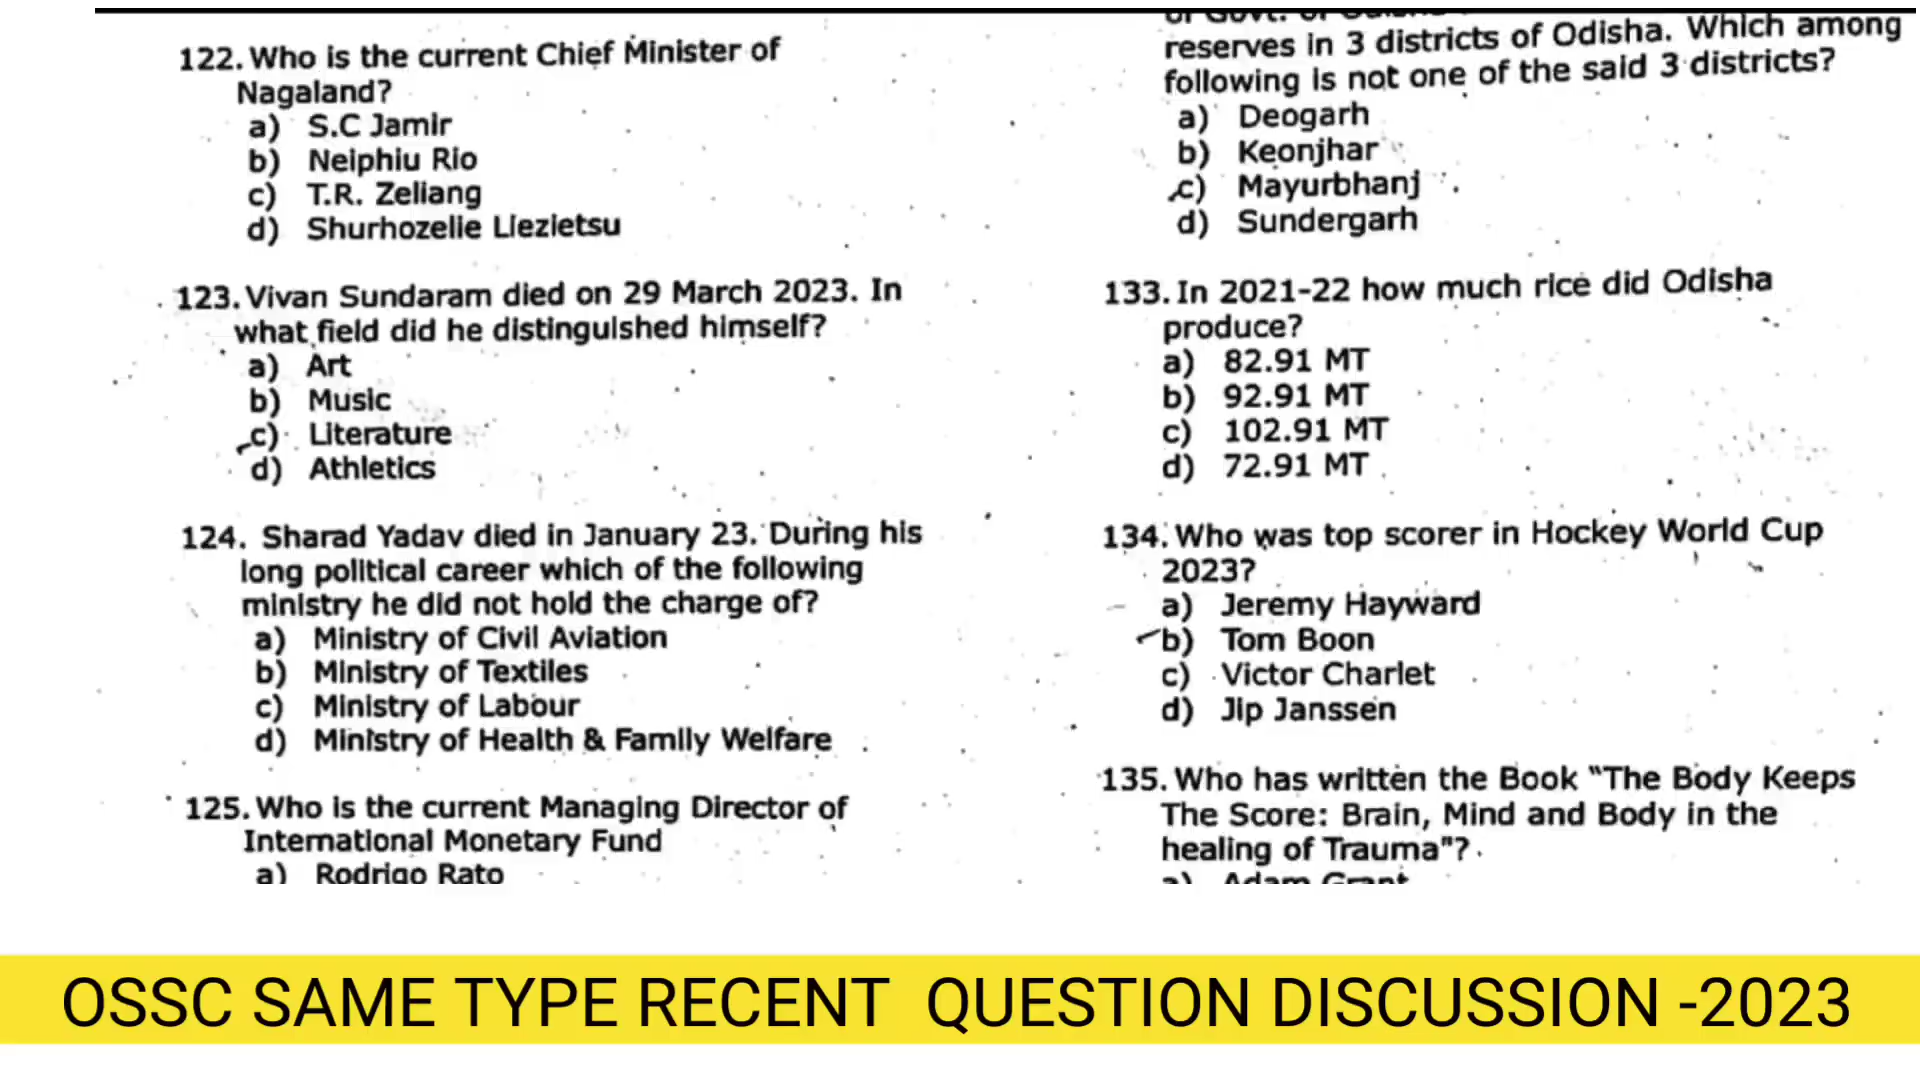 122. Who is the current Chief Minister of
Nagaland?
a) S.C Jamir
b) Neiphiu Rio
c) T.R. Zeliang
d) Shurhozelie Liezietsu
123. Vivan Sundaram died on 29 March 2023. In
what field did he distinguished himself?
a) Art
b) Music
c) Literature
d) Athletics
124. Sharad Yadav died in January 23. During his
long political career which of the following
ministry he did not hold the charge of?
a) Ministry of Civil Aviation
b) Ministry of Textiles
c) Ministry of Labour
d) Ministry of Health & Family Welfare
125. Who is the current Managing Director of
International Monetary Fund
a) Rodrigo Rato
of Govt. of Odisha
reserves in 3 districts of Odisha. Which among
following is not one of the said 3 districts?
a) Deogarh
b) Keonjhar
c) Mayurbhanj
d) Sundergarh
133. In 2021-22 how much rice did Odisha
produce?
a) 82.91 MT
b) 92.91 MT
c) 102.91 MT
d) 72.91 MT
134. Who was top scorer in Hockey World Cup
2023?
a) Jeremy Hayward
b) Tom Boon
c) Victor Charlet
d) Jip Janssen
135. Who has written the Book "The Body Keeps
The Score: Brain, Mind and Body in the
healing of Trauma"?
a) Adam Grant
OSSC SAME TYPE RECENT QUESTION DISCUSSION -2023